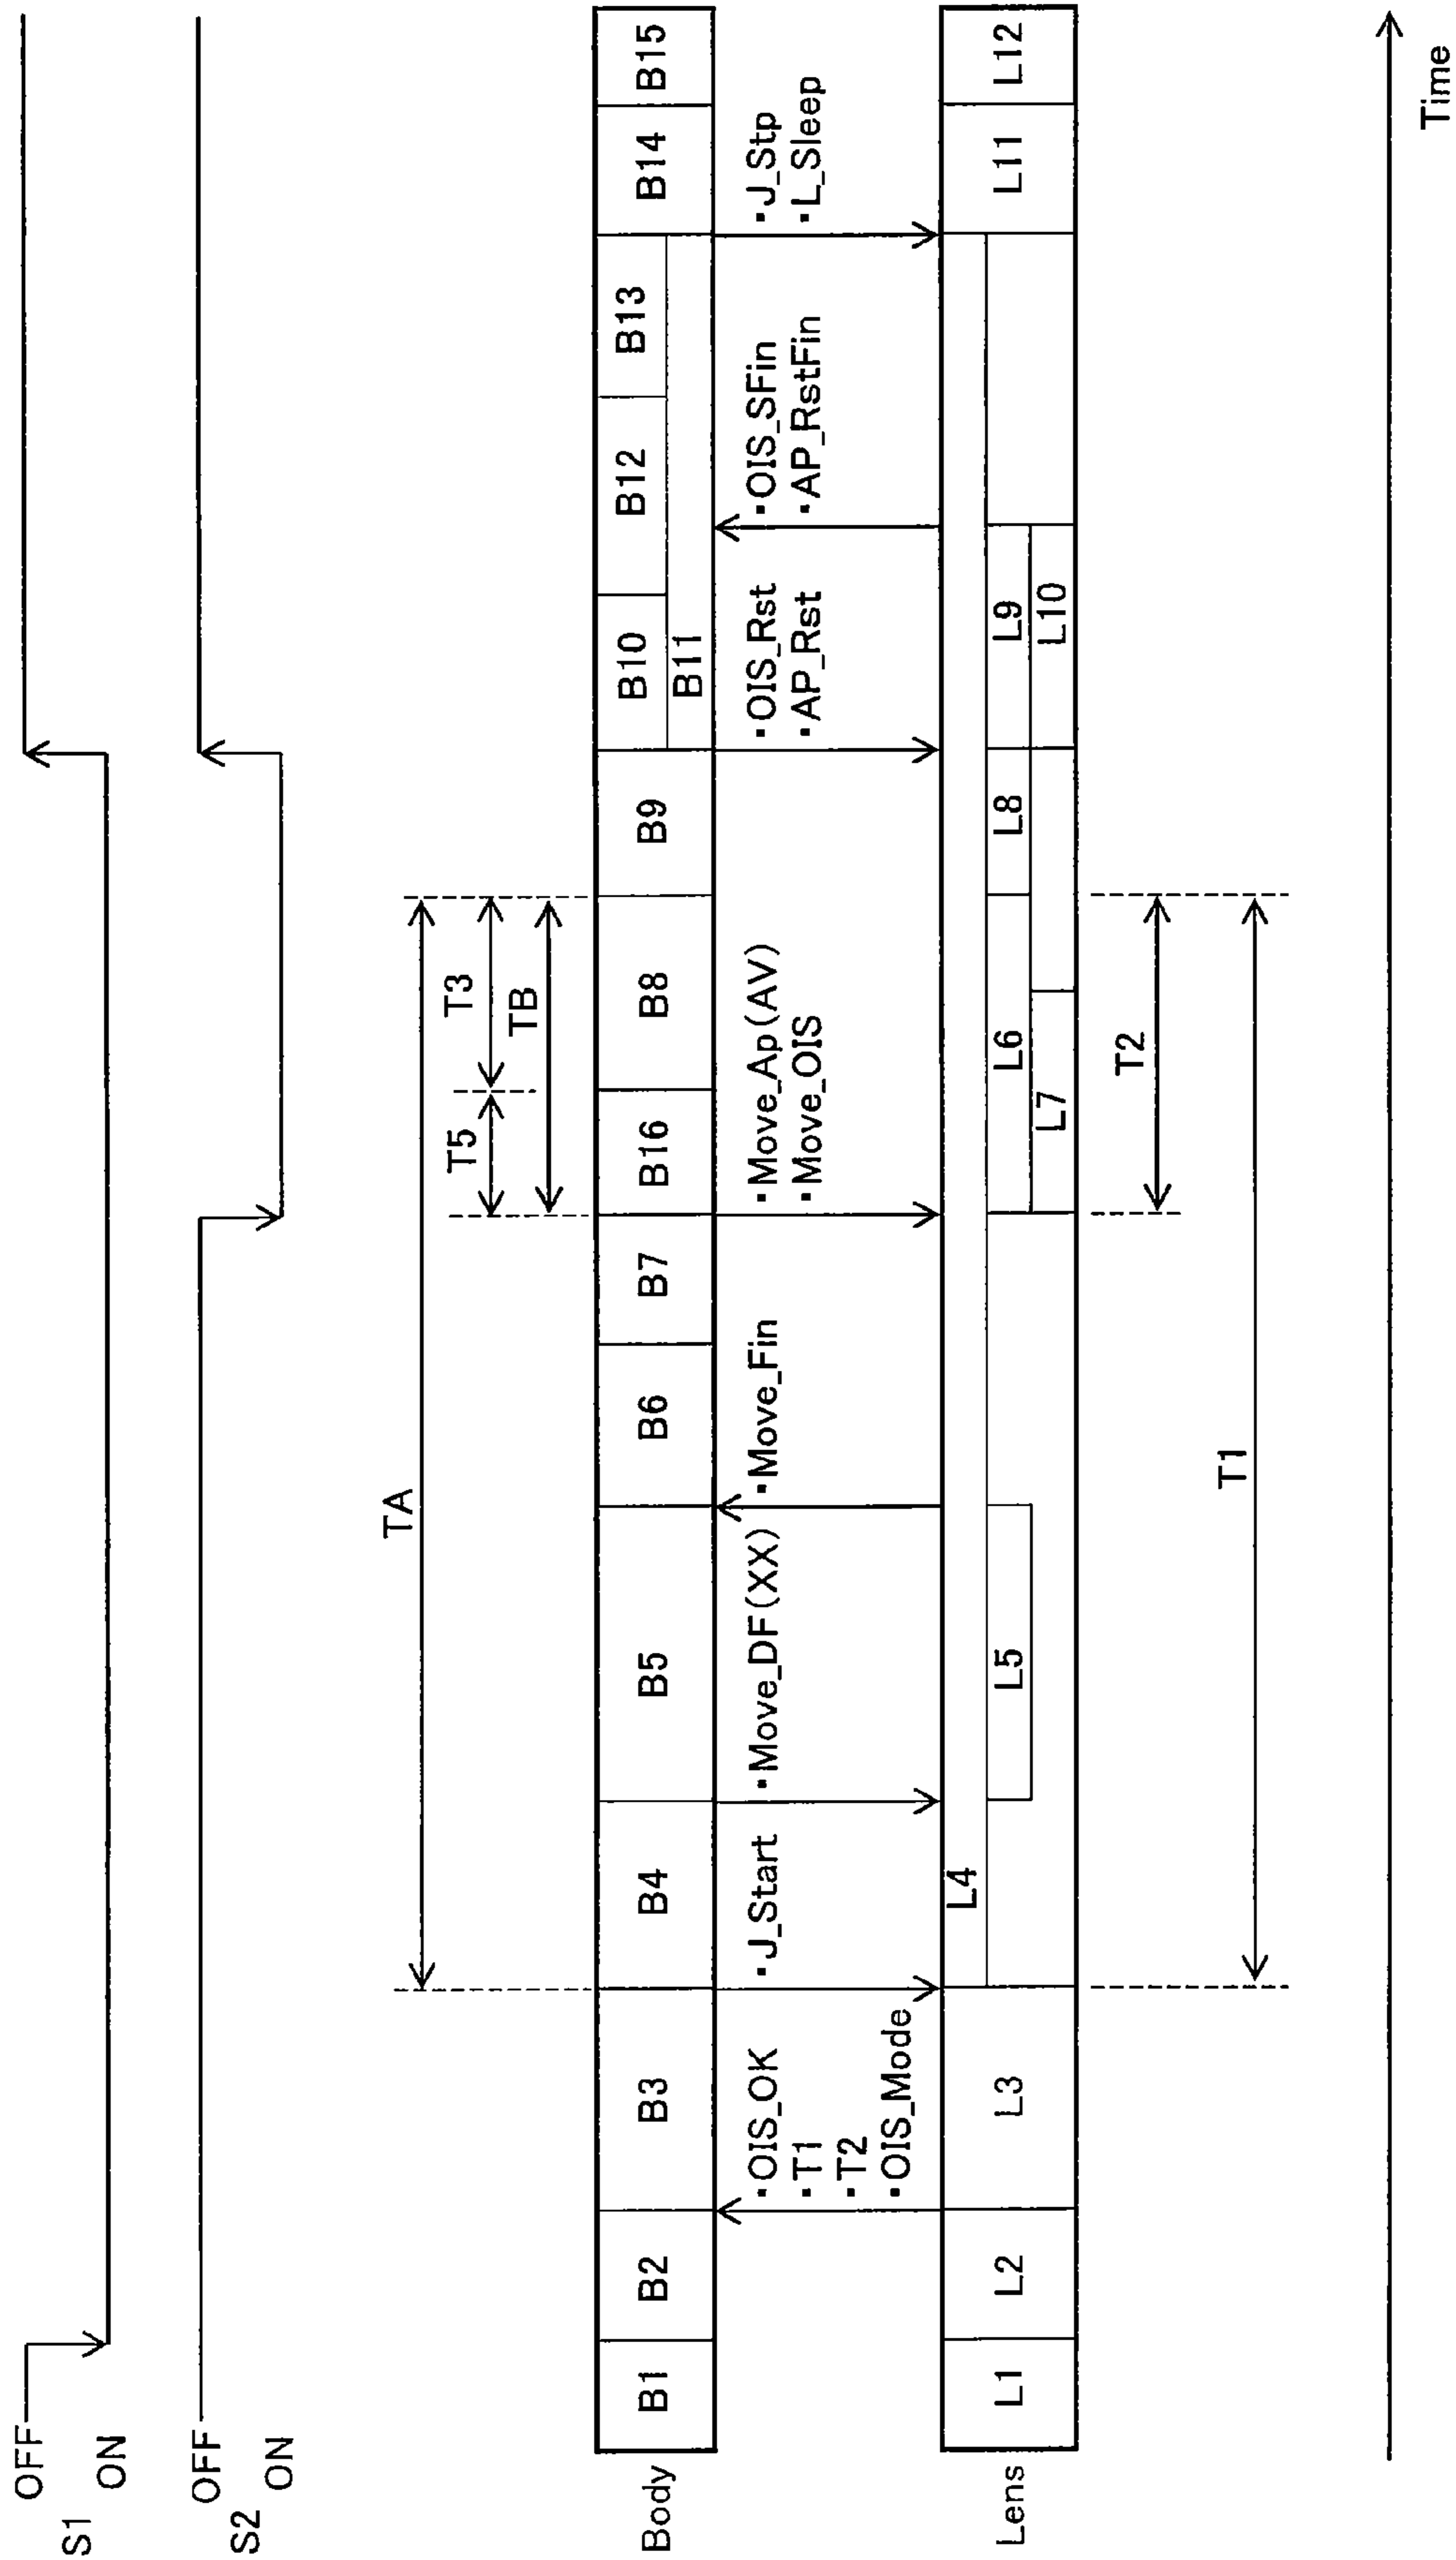 OFF
S1
ON
OFF
S2
ON
TA
T5
T3
TB
Body
B1
B2
B3
B4
B5
B6
B7
B16
B8
B9
B10
B11
B12
B13
B14
B15
・OIS_OK
・T1
・T2
・OIS_Mode
・J_Start
・Move_DF(XX)
・Move_Fin
・Move_Ap(AV)
・Move_OIS
・OIS_Rst
・AP_Rst
・OIS_SFin
・AP_RstFin
・J_Stp
・L_Sleep
Lens
L1
L2
L3
L4
L5
L6
L7
L8
L9
L10
L11
L12
T2
T1
Time